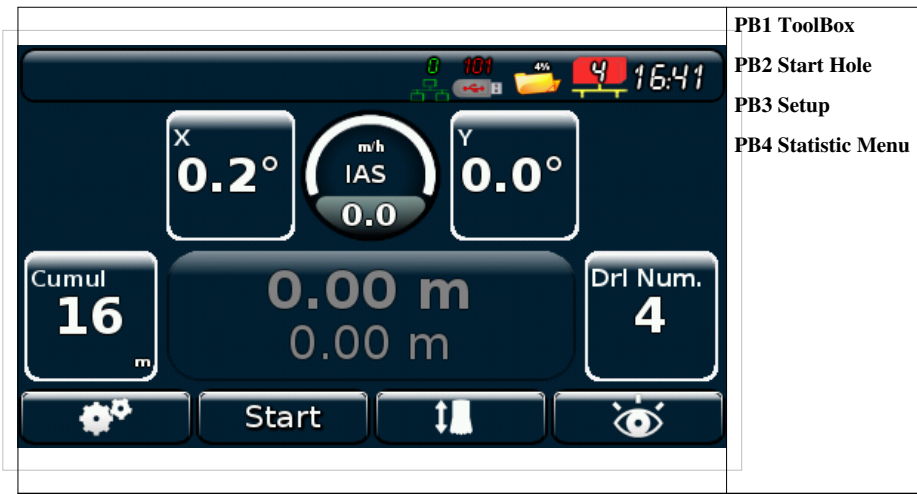 0 101 4% 4 16:41
X
0.2°
m/h
IAS
0.0
Y
0.0°
Cumul
16
m
0.00 m
0.00 m
Drl Num.
4
Start
PB1 ToolBox
PB2 Start Hole
PB3 Setup
PB4 Statistic Menu